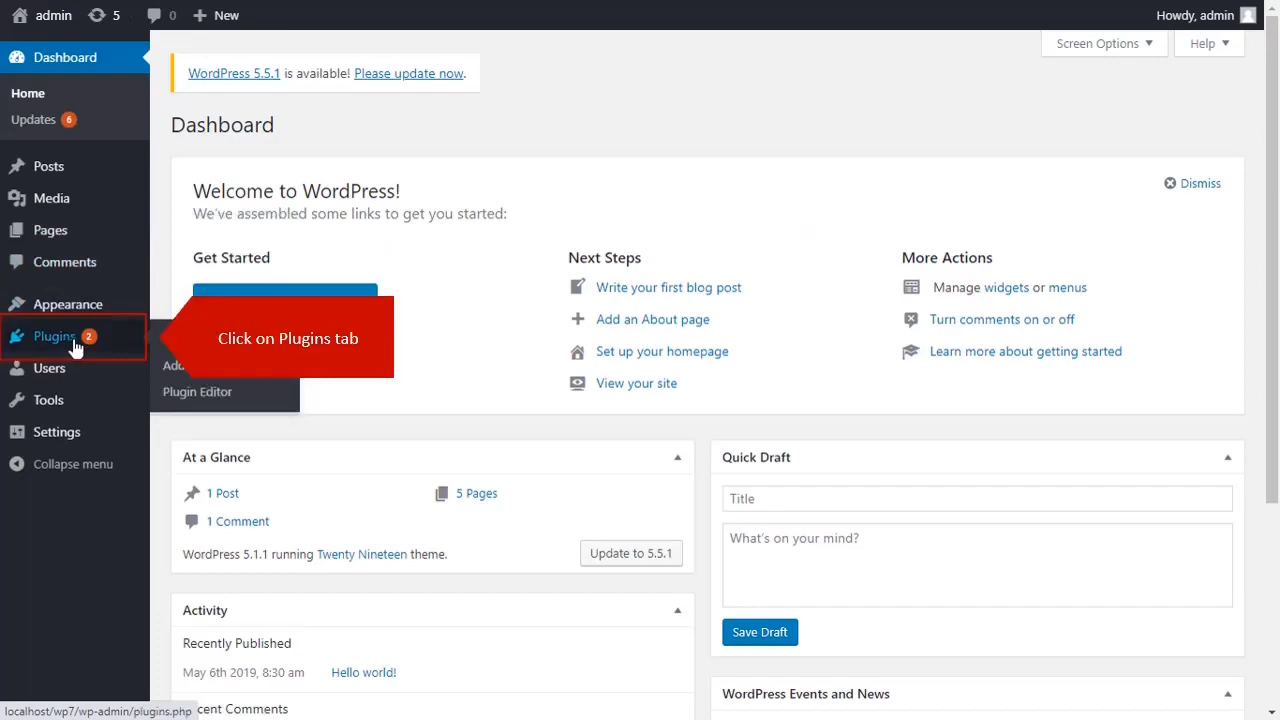 admin 5 0 New Howdy, admin
Screen Options Help
Dashboard
Home
Updates 6
Posts
Media
Pages
Comments
Appearance
Plugins 2
Add
Plugin Editor
Users
Tools
Settings
Collapse menu
Click on Plugins tab
WordPress 5.5.1 is available! Please update now.
Dashboard
Welcome to WordPress!
We've assembled some links to get you started:
Dismiss
Get Started
Next Steps
Write your first blog post
Add an About page
Set up your homepage
View your site
More Actions
Manage widgets or menus
Turn comments on or off
Learn more about getting started
At a Glance
1 Post
5 Pages
1 Comment
WordPress 5.1.1 running Twenty Nineteen theme.
Update to 5.5.1
Activity
Recently Published
May 6th 2019, 8:30 am Hello world!
Comments
Quick Draft
Title
What's on your mind?
Save Draft
WordPress Events and News
localhost/wp7/wp-admin/plugins.php